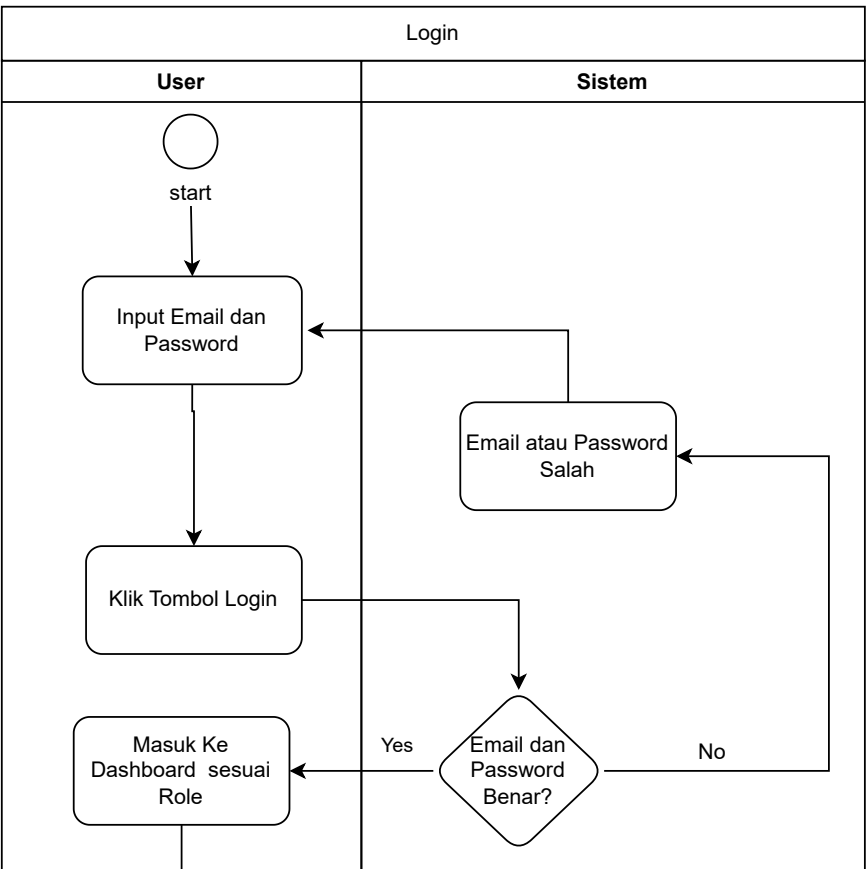 Login
User
Sistem
start
Input Email dan
Password
Email atau Password
Salah
Klik Tombol Login
Masuk Ke
Dashboard sesuai
Role
Yes
Email dan
Password
Benar?
No